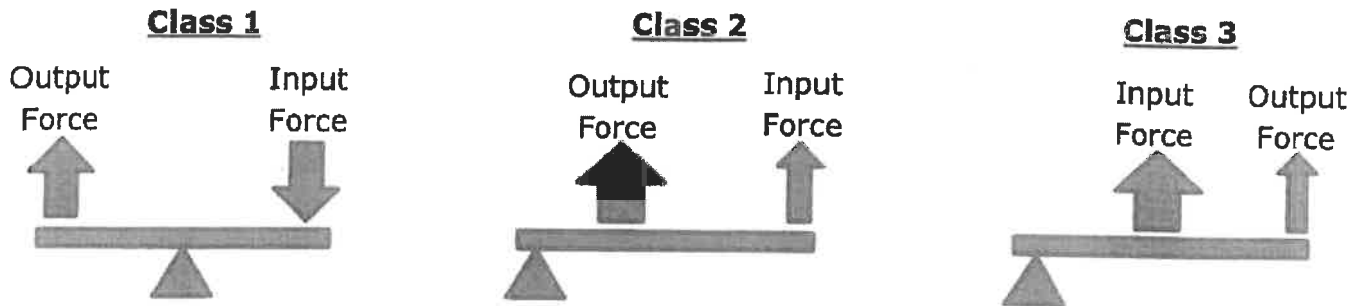 Class 1
Output
Force
Input
Force
Class 2
Output
Force
Input
Force
Class 3
Input
Force
Output
Force